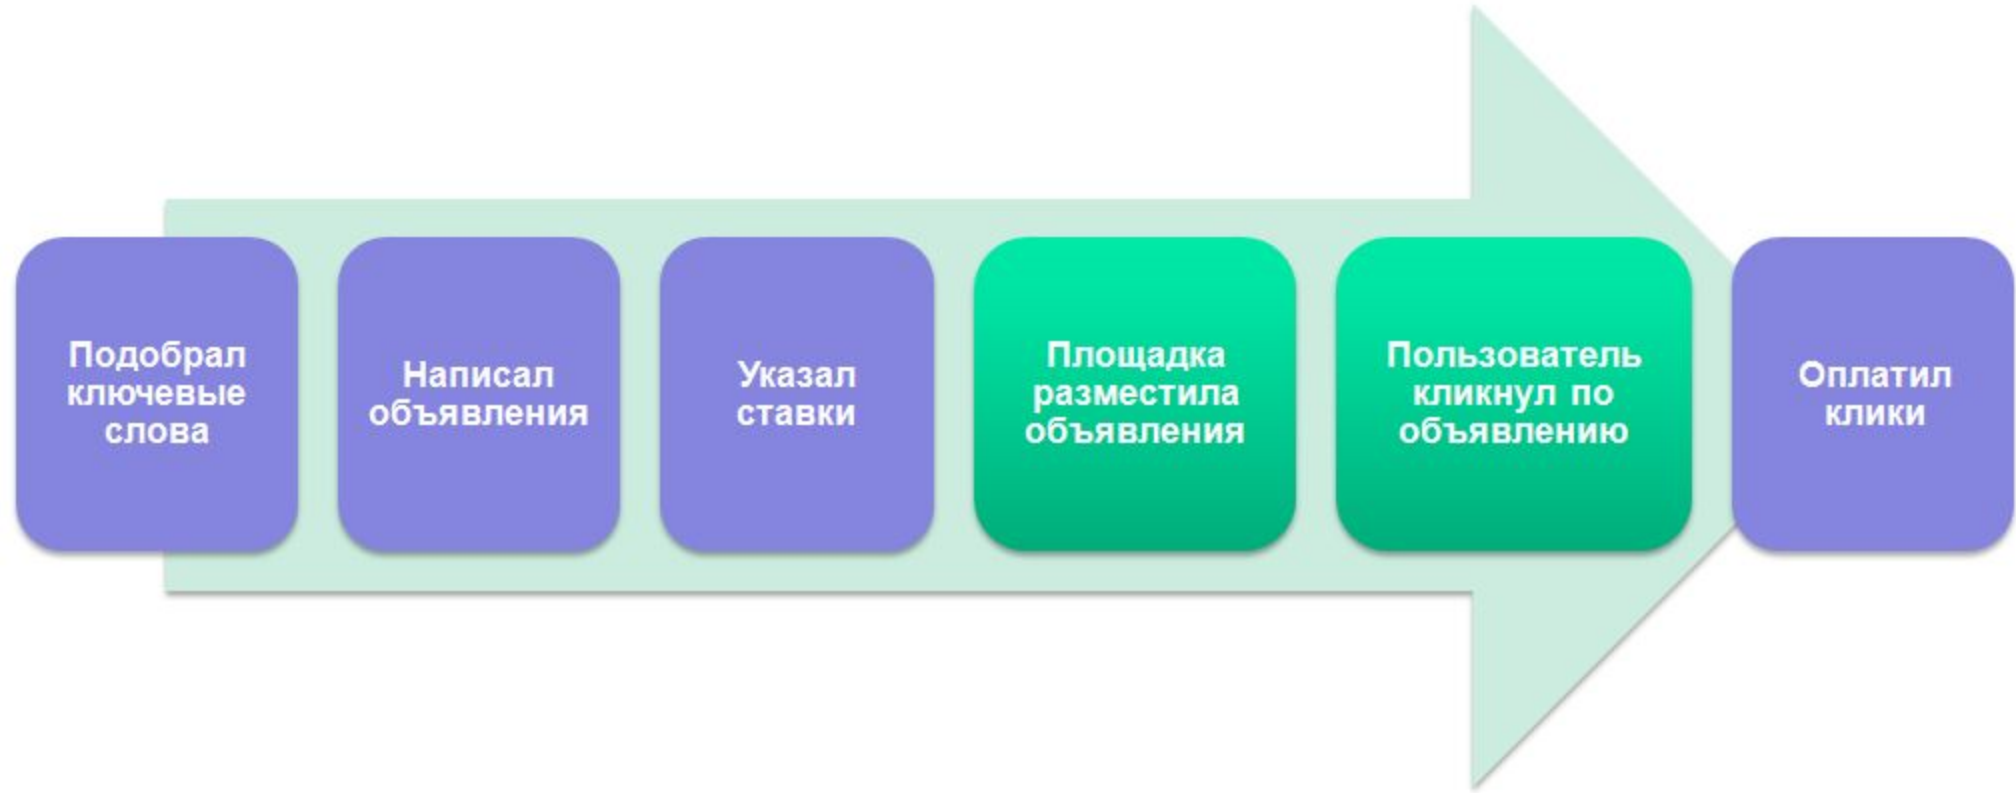 Подобрал
ключевые
слова
Написал
объявления
Указал
ставки
Площадка
разместила
объявления
Пользователь
кликнул по
объявлению
Оплатил
клики